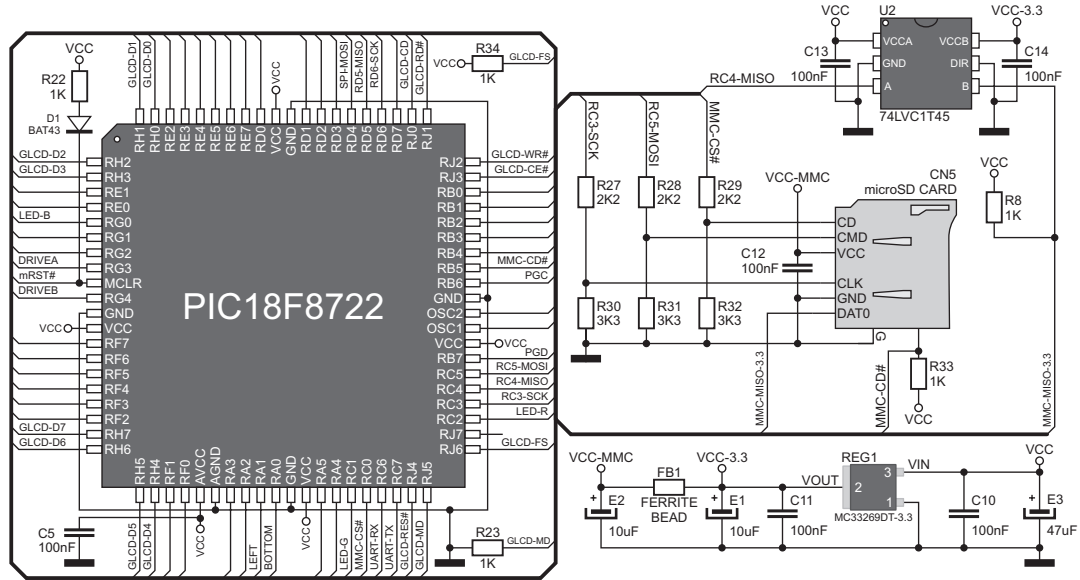 GLCD-D1
GLCD-D0
SPI-MOSI
RD5-MISO
RD6-SCK
GLCD-CD
GLCD-RD#
VCC
R34
1K
GLCD-FS
VCC
VCC
R22
1K
D1
BAT43
RH1
RH0
RE2
RE3
RE4
RE5
RE6
RE7
RD0
VCC
GND
RD1
RD2
RD3
RD4
RD5
RD6
RD7
RJ0
RJ1
GLCD-D2
GLCD-D3
LED-B
DRIVEA
mRST#
DRIVEB
VCC
GLCD-D7
GLCD-D6
RH2
RH3
RE1
RE0
RG0
RG1
RG2
RG3
MCLR
RG4
GND
VCC
RF7
RF6
RF5
RF4
RF3
RF2
RH7
RH6
PIC18F8722
RJ2
RJ3
RB0
RB1
RB2
RB3
RB4
RB5
RB6
GND
OSC2
OSC1
VCC
RB7
RC5
RC4
RC3
RC2
RJ7
RJ6
GLCD-WR#
GLCD-CE#
MMC-CD#
PGC
VCC
PGD
RC5-MOSI
RC4-MISO
RC3-SCK
LED-R
GLCD-FS
RH5
RH4
RF1
RF0
AVCC
AGND
RA3
RA2
RA1
RA0
GND
VCC
RA5
RA4
RC1
RC0
RC6
RC7
RJ4
RJ5
C5
100nF
GLCD-D5
GLCD-D4
VCC
LEFT
BOTTOM
VCC
LED-G
MMC-CS#
UART-RX
UART-TX
GLCD-RES#
GLCD-MD
R23
1K
GLCD-MD
VCC
U2
VCC-3.3
C13
100nF
VCCA
GND
A
VCCB
DIR
B
74LVC1T45
C14
100nF
RC4-MISO
RC3-SCK
RC5-MOSI
MMC-CS#
R27
2K2
R28
2K2
R29
2K2
VCC-MMC
C12
100nF
CN5
microSD CARD
CD
CMD
VCC
CLK
GND
DAT0
G
VCC
R8
1K
R30
3K3
R31
3K3
R32
3K3
MMC-MISO-3.3
MMC-CD#
R33
1K
VCC
MMC-MISO-3.3
VCC-MMC
FB1
VCC-3.3
FERRITE
BEAD
E2
10uF
E1
10uF
C11
100nF
VOUT
REG1
3
2
1
MC33269DT-3.3
VIN
VCC
C10
100nF
E3
47uF